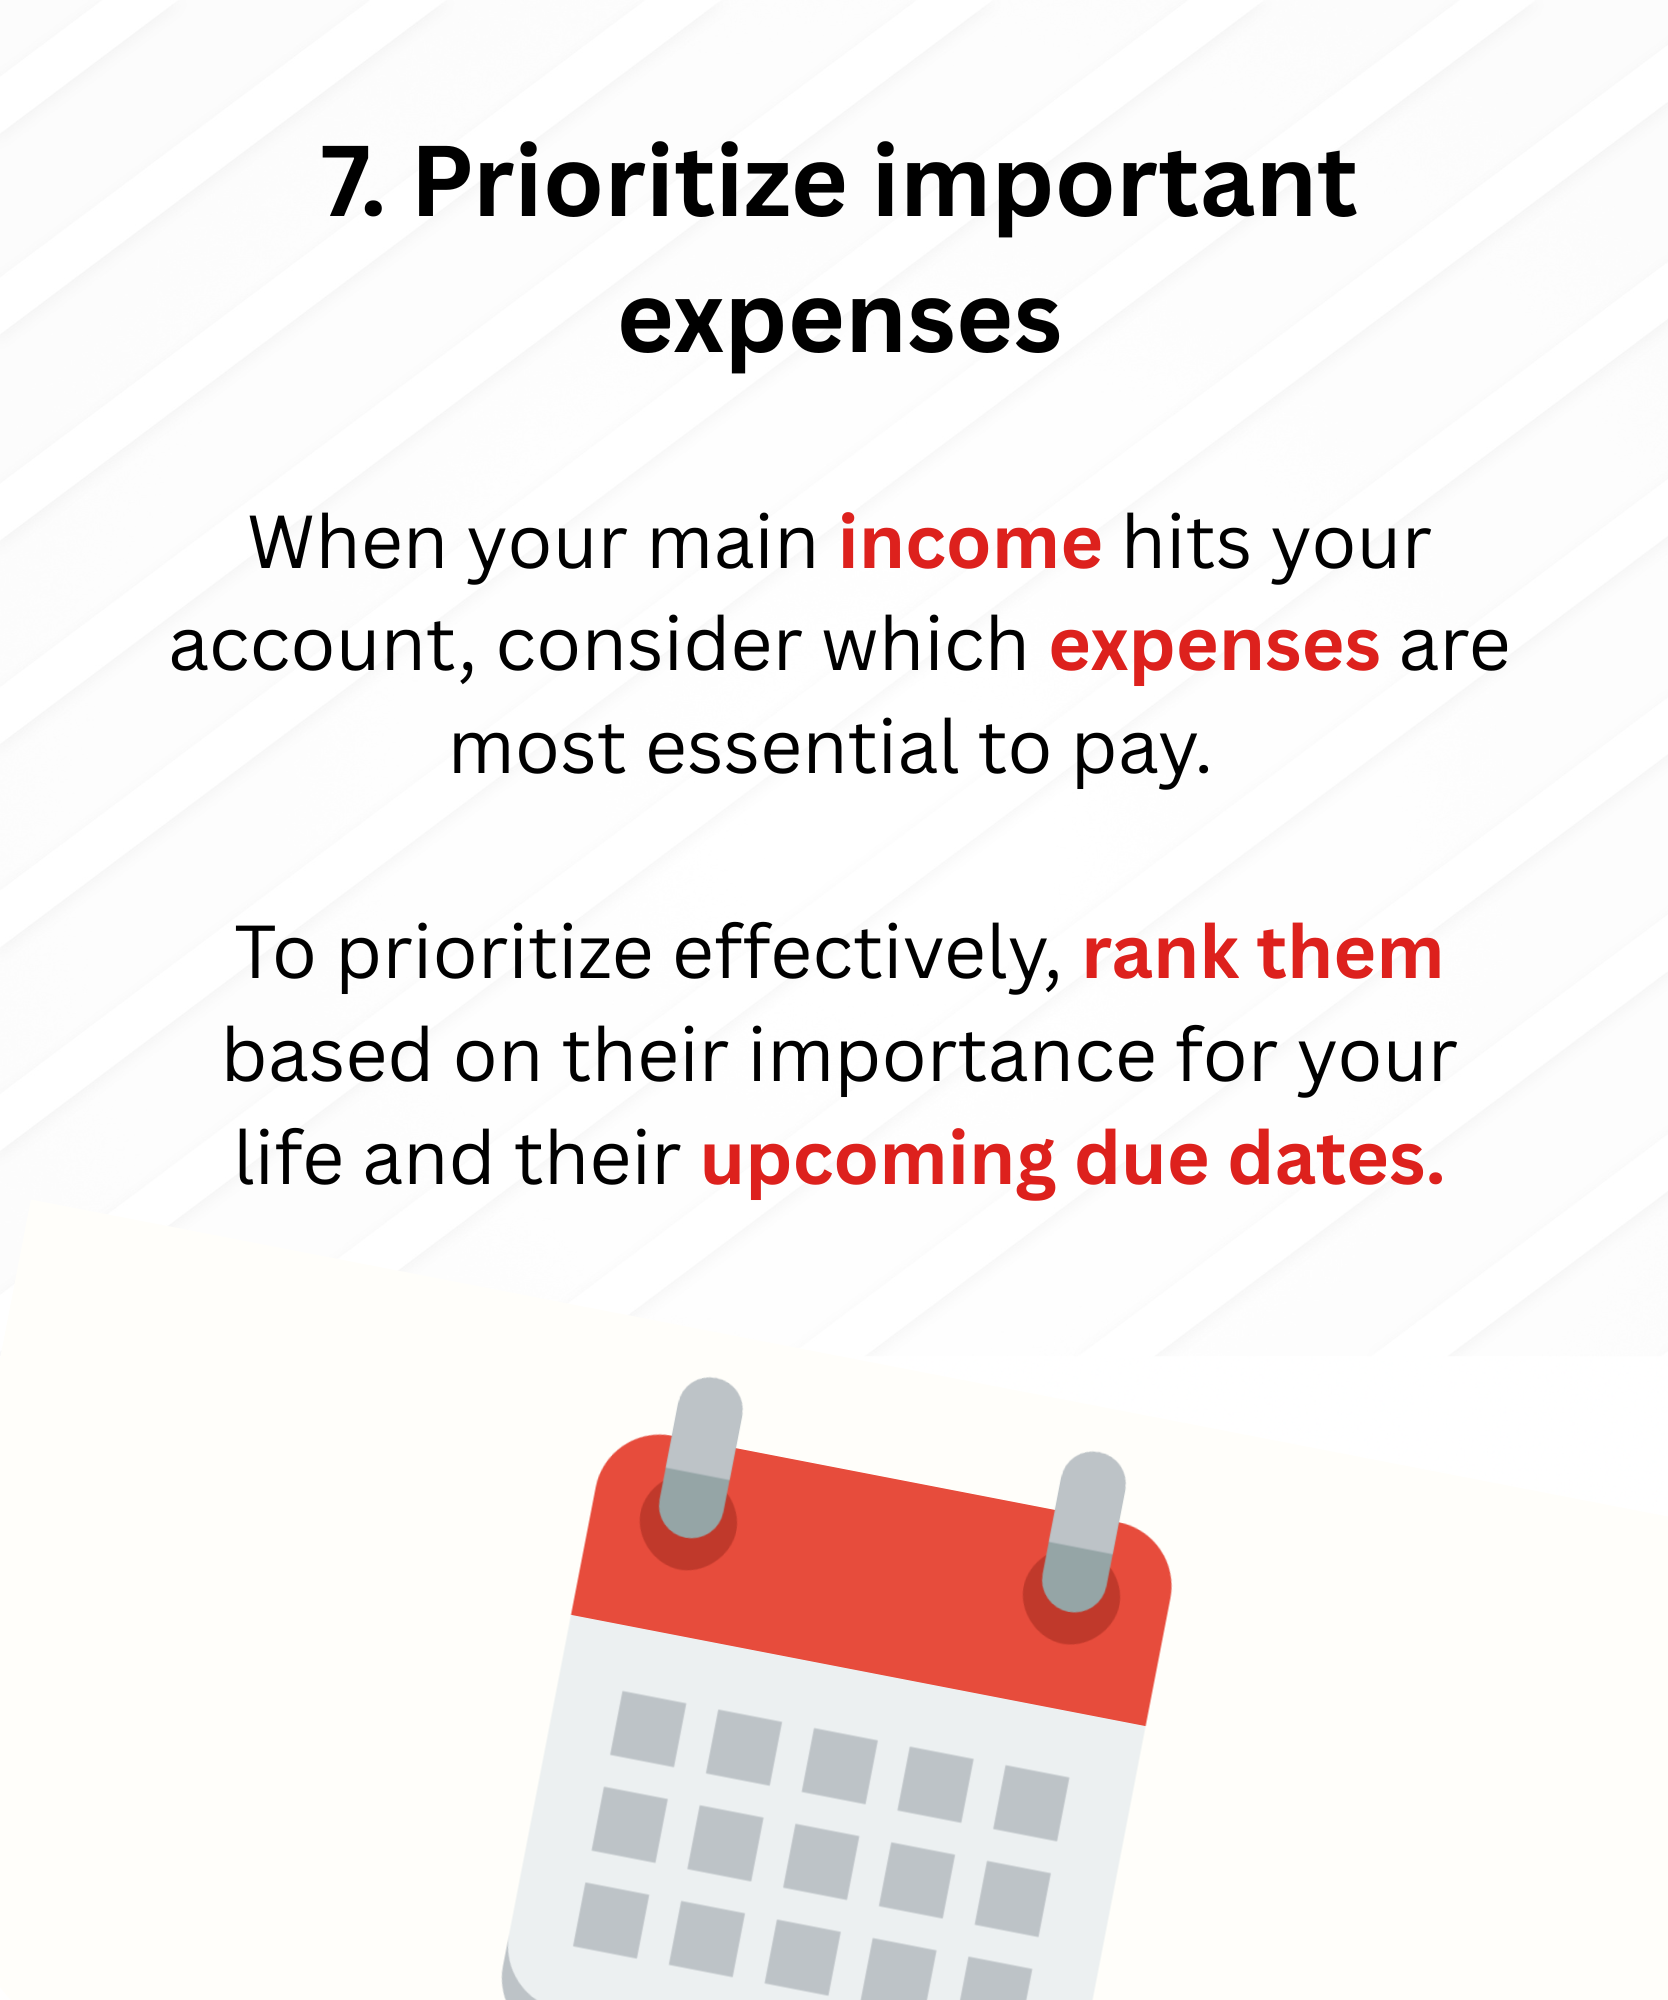 7. Prioritize important
expenses
When your main income hits your
account, consider which expenses are
most essential to pay.
To prioritize effectively, rank them
based on their importance for your
life and their upcoming due dates.